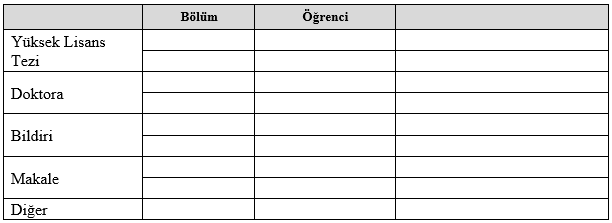 Bölüm Öğrenci
Yüksek Lisans
Tezi
Doktora
Bildiri
Makale
Diğer